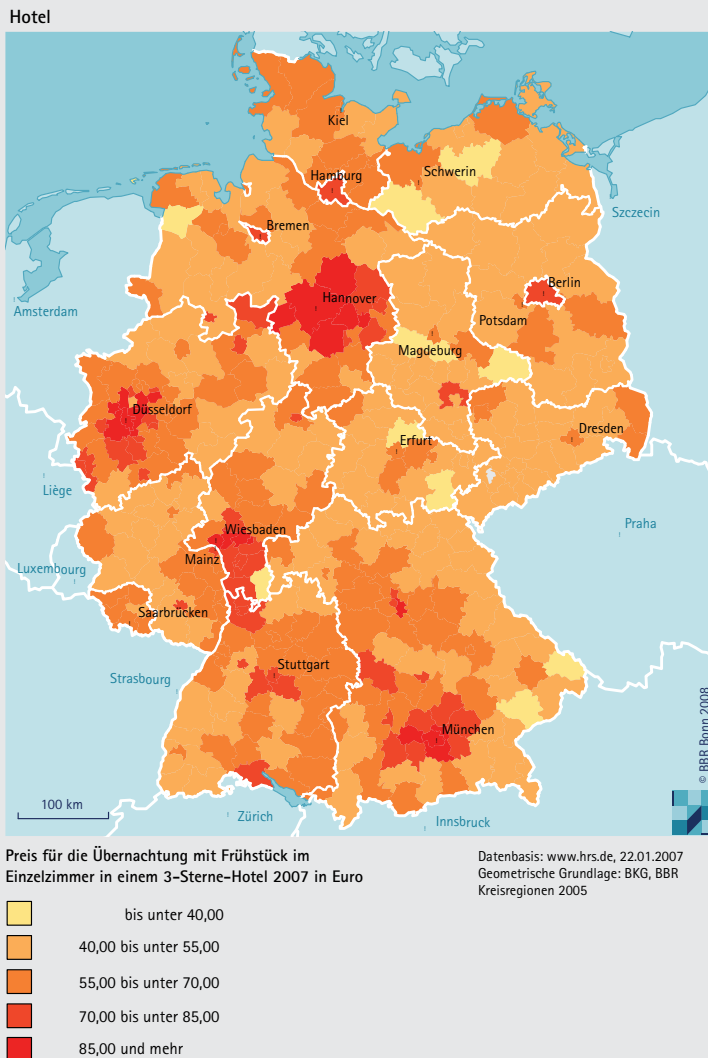 Hotel
Kiel
Hamburg
Schwerin
Szczecin
Bremen
Amsterdam
Hannover
Berlin
Potsdam
Magdeburg
Düsseldorf
Erfurt
Dresden
Liège
Wiesbaden
Praha
Mainz
Luxembourg
Saarbrücken
Stuttgart
Strasbourg
München
100 km
Zürich
Innsbruck
© BBR Bonn 2008
Preis für die Übernachtung mit Frühstück im
Einzelzimmer in einem 3-Sterne-Hotel 2007 in Euro
Datenbasis: www.hrs.de, 22.01.2007
Geometrische Grundlage: BKG, BBR
Kreisregionen 2005
bis unter 40,00
40,00 bis unter 55,00
55,00 bis unter 70,00
70,00 bis unter 85,00
85,00 und mehr